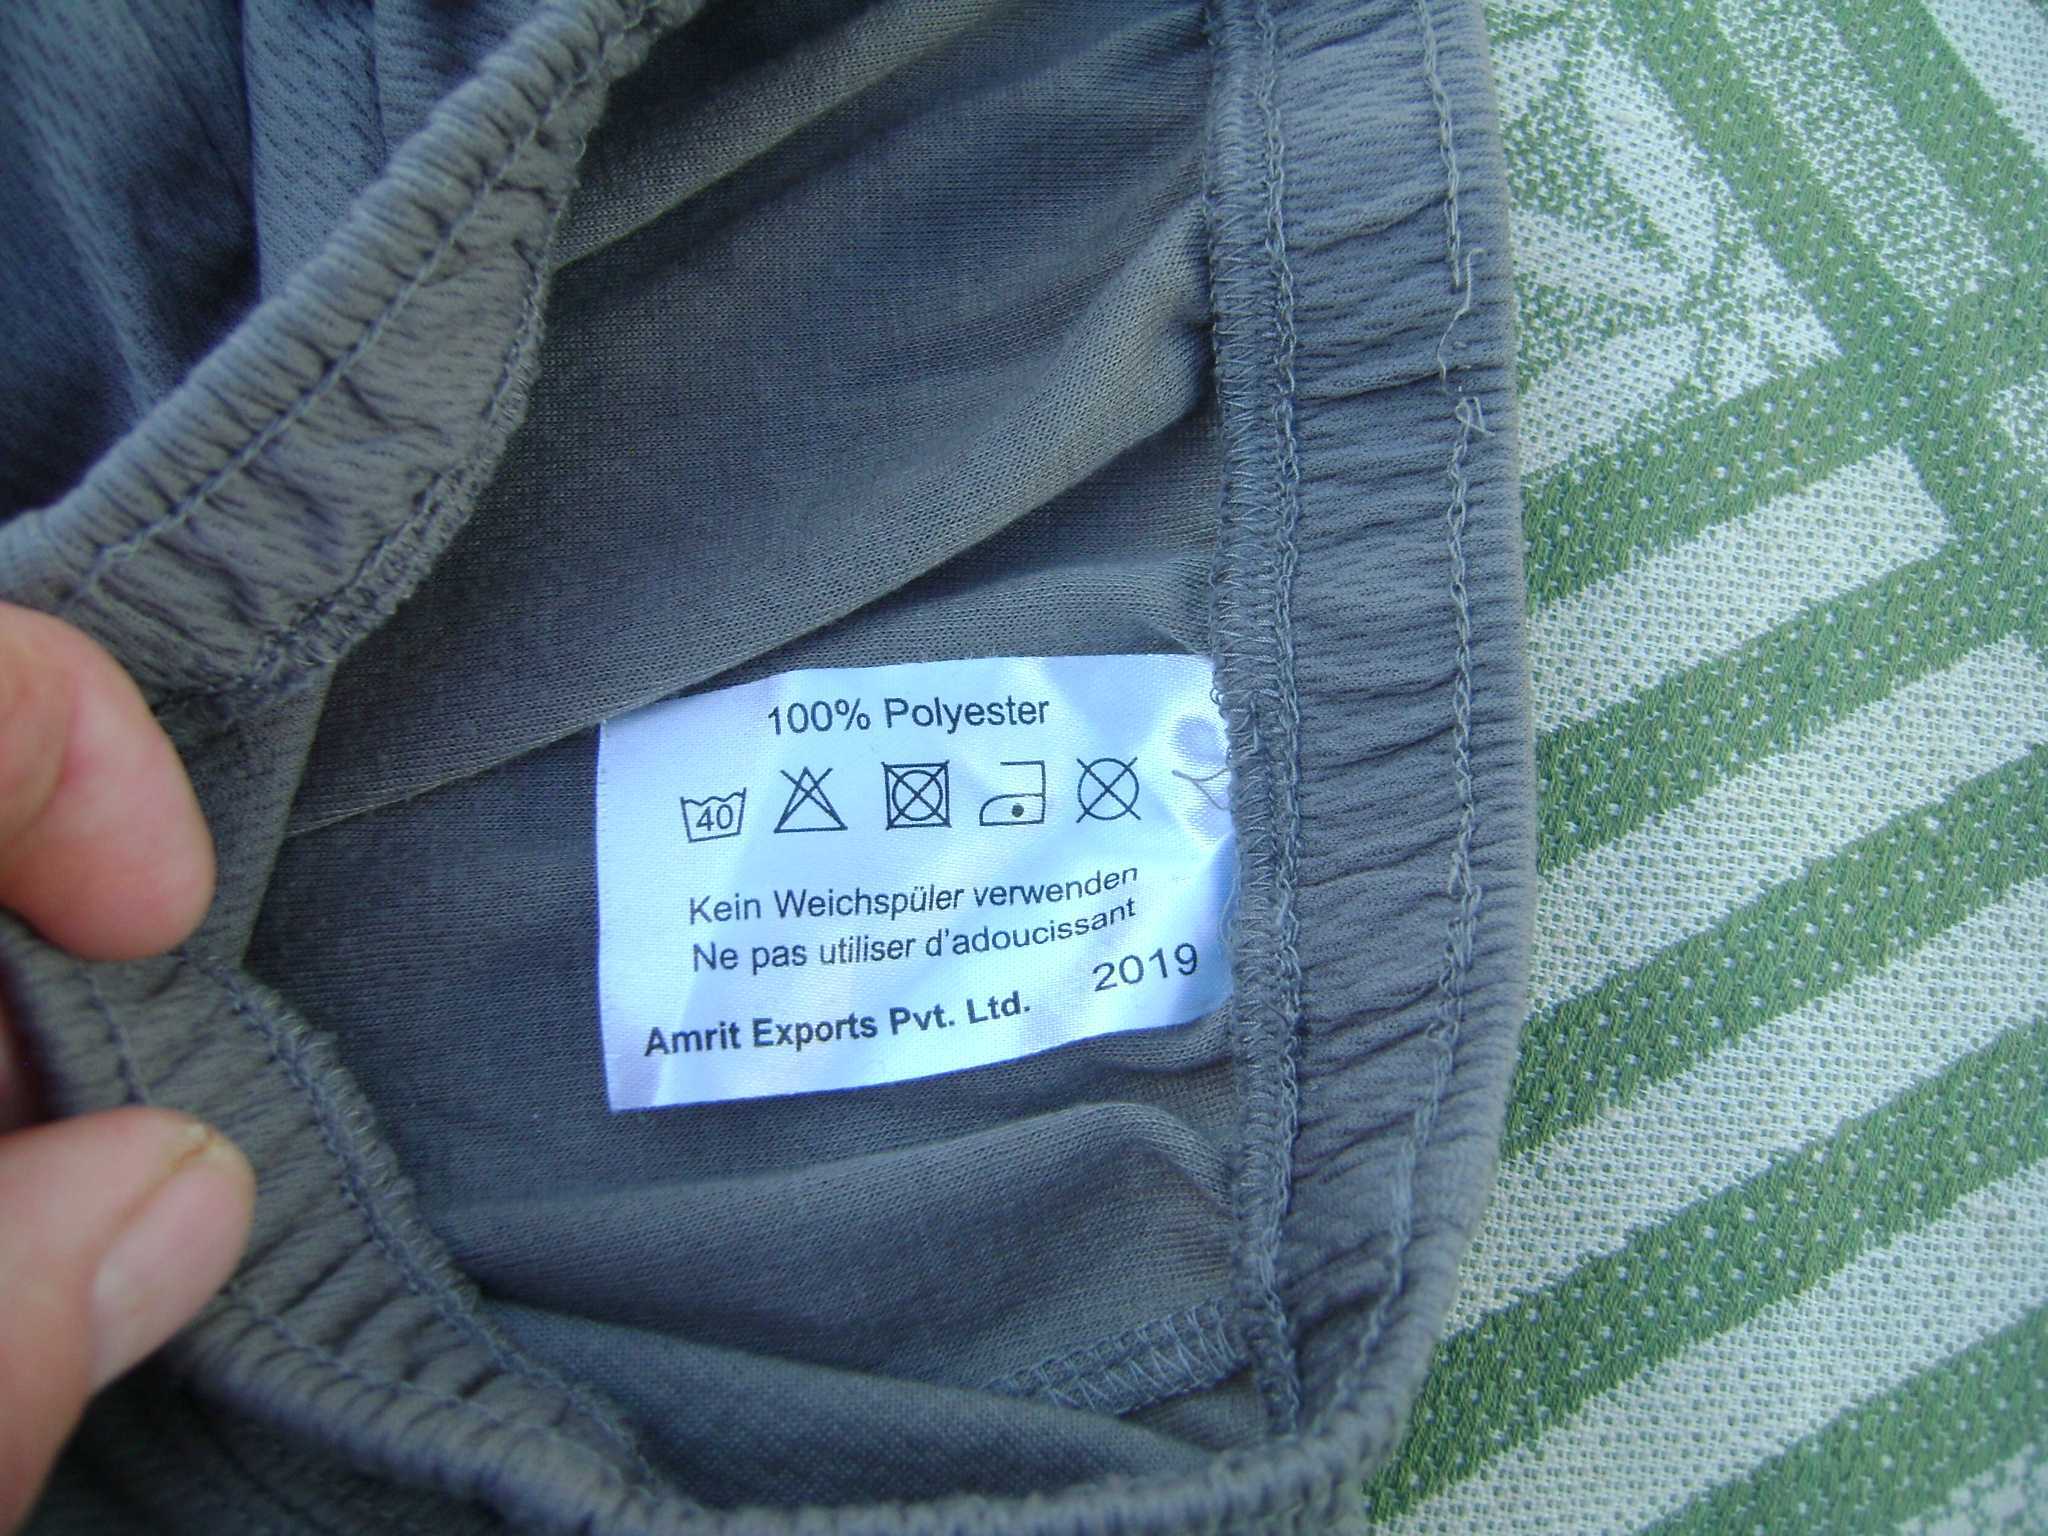 100% Polyester
40
Kein Weichspüler verwenden
Ne pas utiliser d'adoucissant
2019
Amrit Exports Pvt. Ltd.